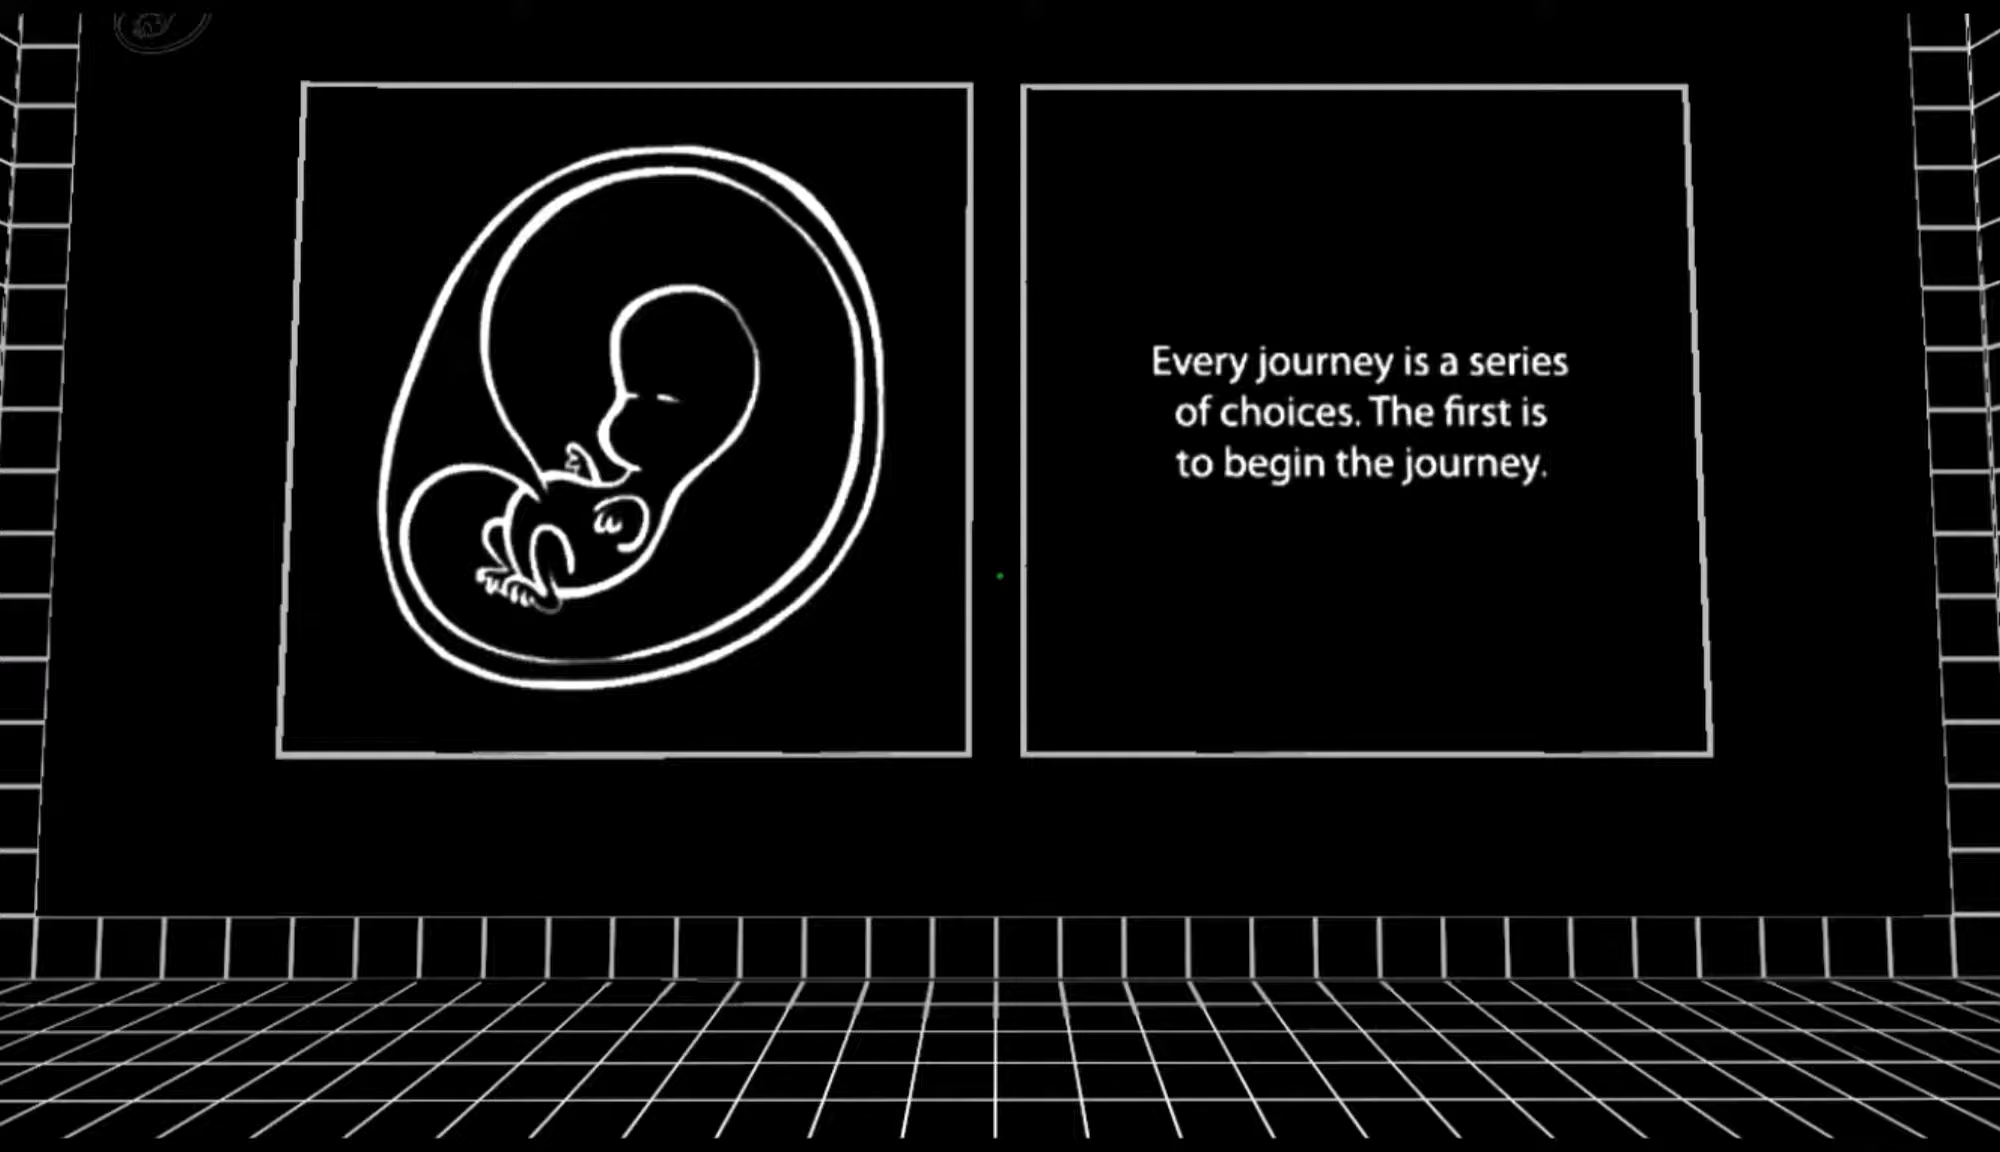 Every journey is a series
of choices. The first is
to begin the journey.